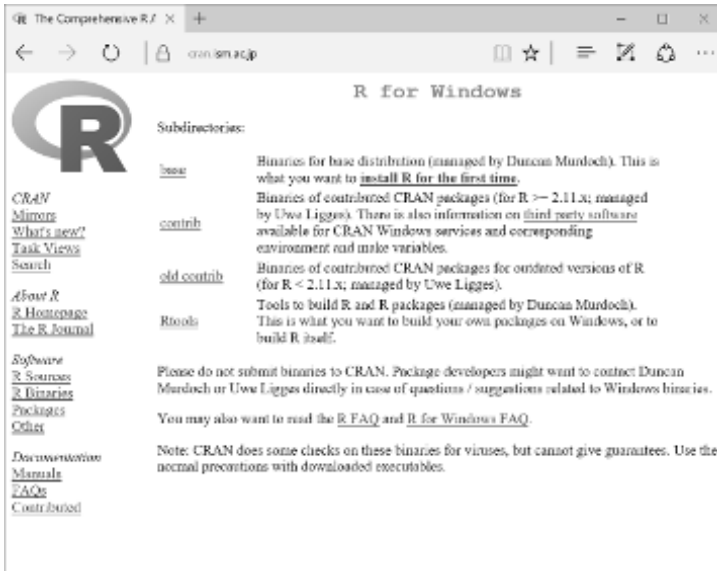 The Comprehensive R A
cran.ism.ac.jp
R
R for Windows
Subdirectories:
base
Binaries for base distribution (managed by Duncan Murdoch). This is
what you want to install R for the first time.
contrib
Binaries of contributed CRAN packages (for R >= 2.11.x; managed
by Uwe Ligges). There is also information on third party software
available for CRAN Windows services and corresponding
environment and make variables.
old contrib
Binaries of contributed CRAN packages for outdated versions of R
(for R < 2.11.x; managed by Uwe Ligges).
Rtools
Tools to build R and R packages (managed by Duncan Murdoch).
This is what you want to build your own packages on Windows, or to
build R itself.
Please do not submit binaries to CRAN. Package developers might want to contact Duncan
Murdoch or Uwe Ligges directly in case of questions / suggestions related to Windows binaries.
You may also want to read the R FAQ and R for Windows FAQ.
Note: CRAN does some checks on these binaries for viruses, but cannot give guarantees. Use the
normal precautions with downloaded executables.
CRAN
Mirrors
What's new?
Task Views
Search
About R
R Homepage
The R Journal
Software
R Sources
R Binaries
Packages
Other
Documentation
Manuals
FAQs
Contributed